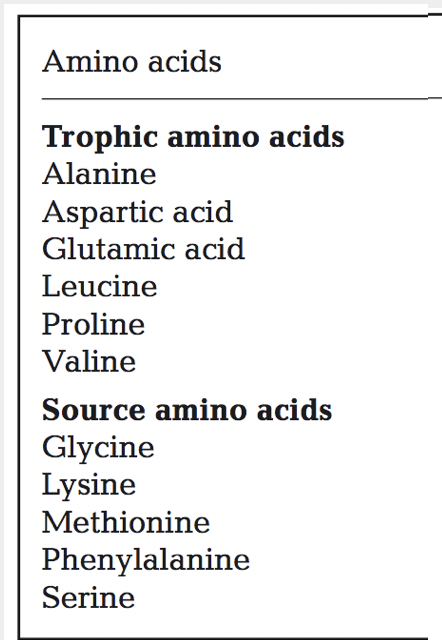 Amino acids
Trophic amino acids
Alanine
Aspartic acid
Glutamic acid
Leucine
Proline
Valine
Source amino acids
Glycine
Lysine
Methionine
Phenylalanine
Serine